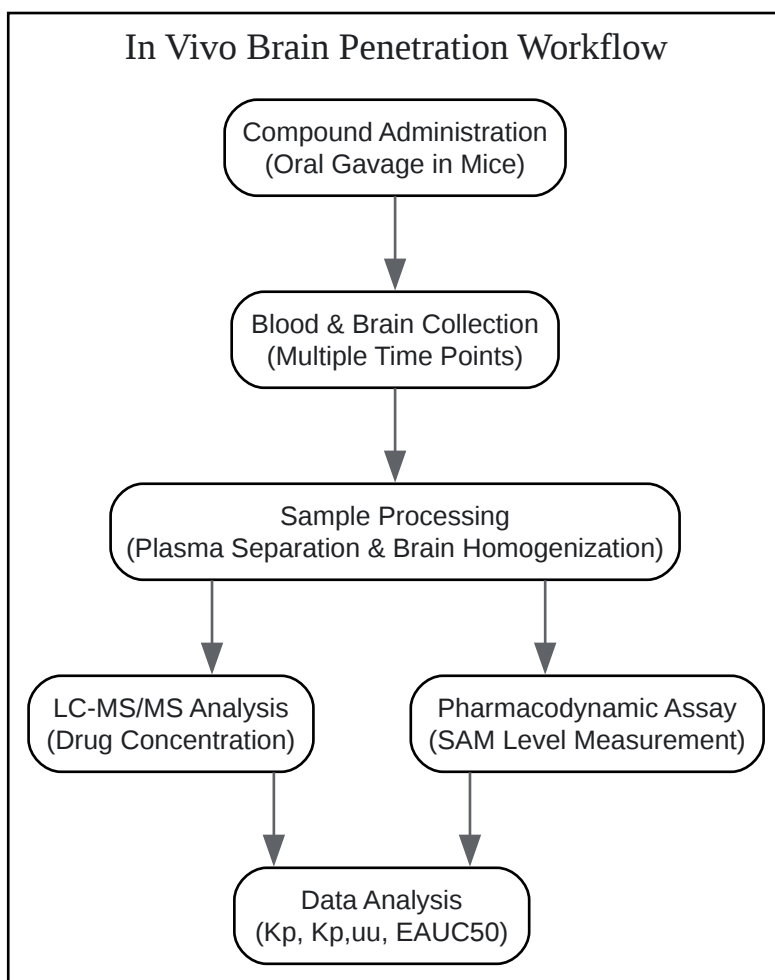 In Vivo Brain Penetration Workflow
Compound Administration
(Oral Gavage in Mice)
Blood & Brain Collection
(Multiple Time Points)
Sample Processing
(Plasma Separation & Brain Homogenization)
LC-MS/MS Analysis
(Drug Concentration)
Pharmacodynamic Assay
(SAM Level Measurement)
Data Analysis
(Kp, Kp,uu, EAUC50)